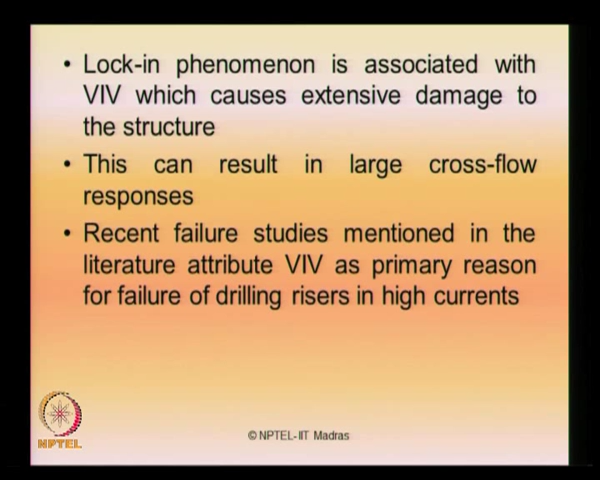 • Lock-in phenomenon is associated with
VIV which causes extensive damage to
the structure
• This can result in large cross-flow
responses
• Recent failure studies mentioned in the
literature attribute VIV as primary reason
for failure of drilling risers in high currents
NPTEL
© NPTEL-IIT Madras